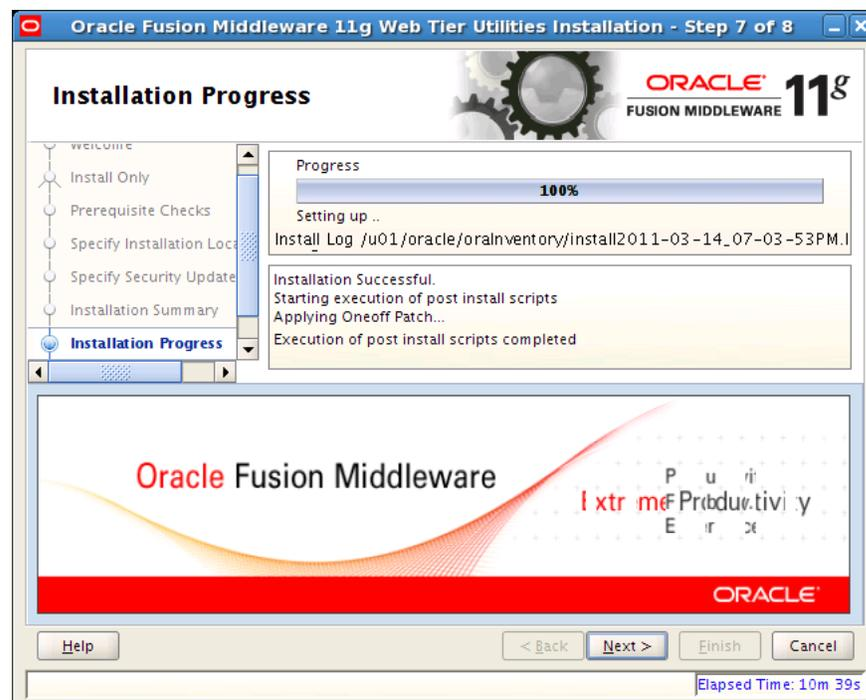 Oracle Fusion Middleware 11g Web Tier Utilities Installation - Step 7 of 8
Installation Progress
ORACLE
FUSION MIDDLEWARE 11g
Welcome
Install Only
Prerequisite Checks
Specify Installation Loca
Specify Security Update
Installation Summary
Installation Progress
Progress
100%
Setting up ..
Install Log /u01/oracle/oraInventory/install2011-03-14_07-03-53PM.l
Installation Successful.
Starting execution of post install scripts
Applying Oneoff Patch...
Execution of post install scripts completed
Oracle Fusion Middleware
ORACLE
Help
< Back
Next >
Finish
Cancel
Elapsed Time: 10m 39s